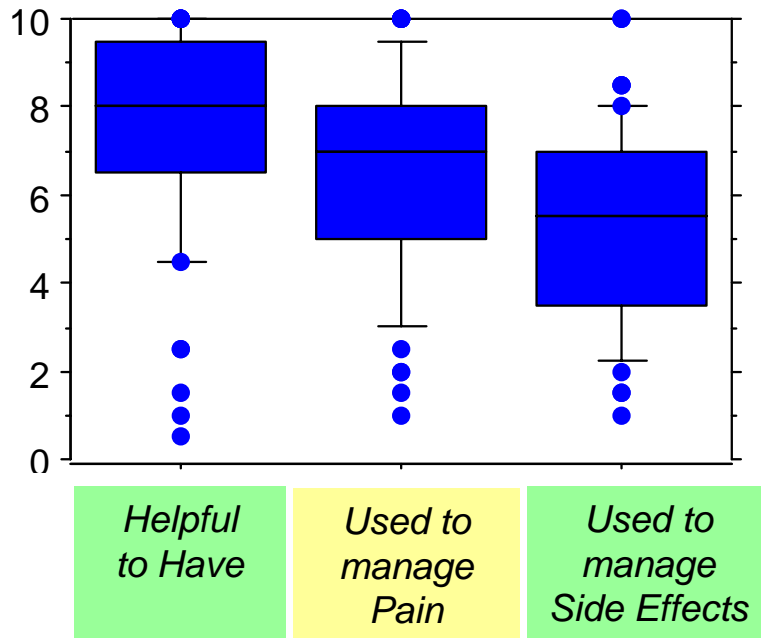 10
8
6
4
2
0
Helpful
to Have
Used to
manage
Pain
Used to
manage
Side Effects